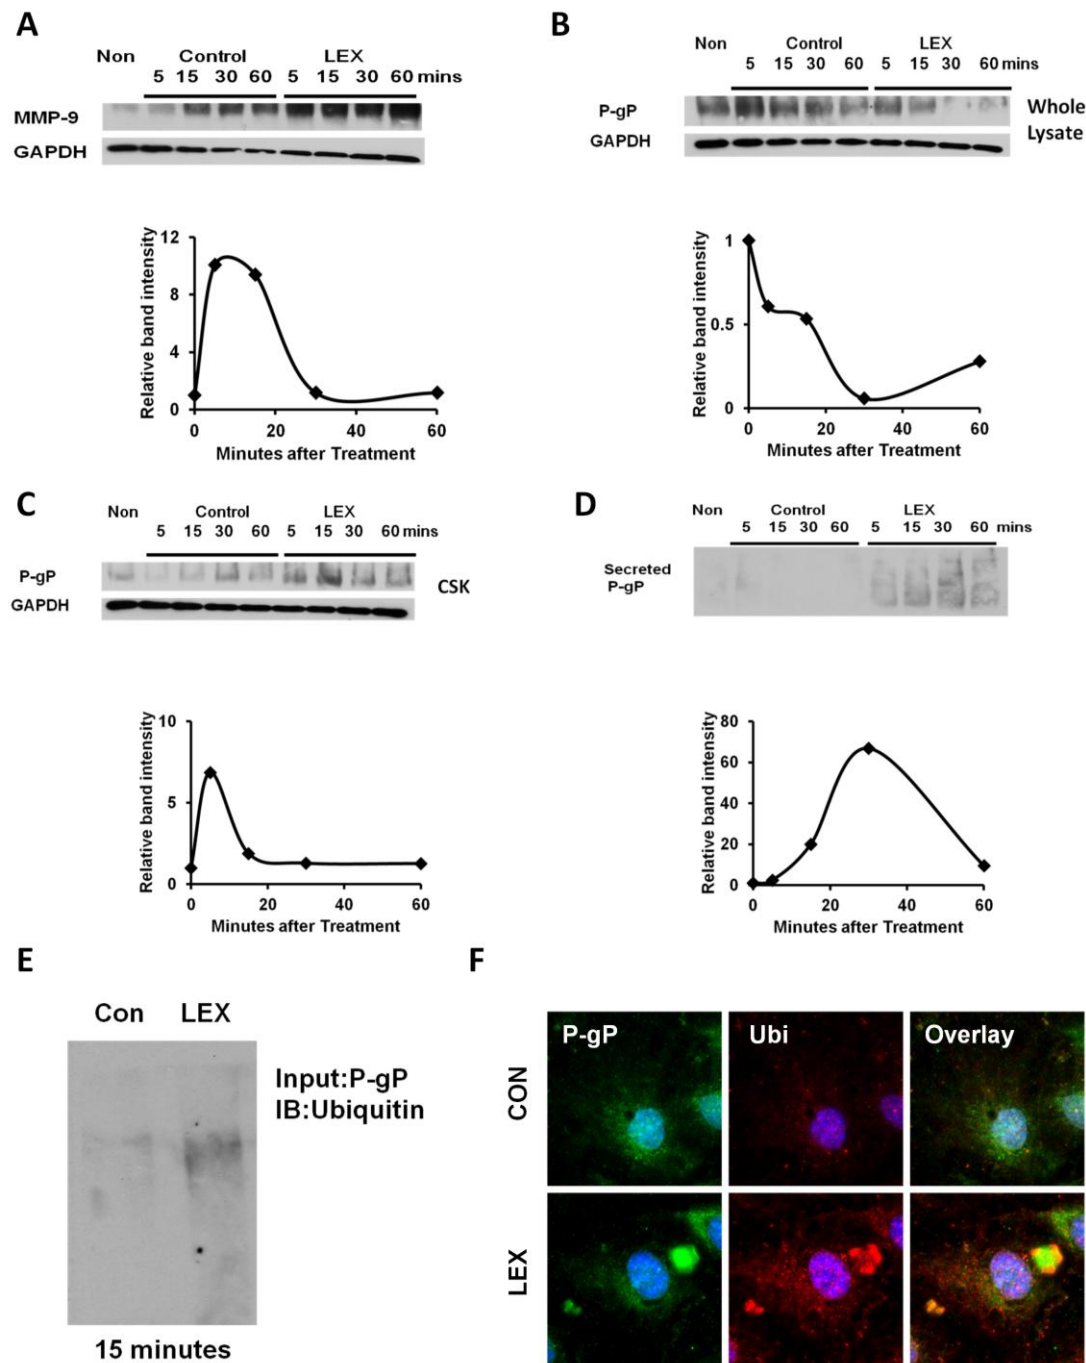 A
Non Control LEX
5 15 30 60 5 15 30 60 mins
MMP-9
GAPDH
Relative band intensity
12
8
4
0
0 20 40 60
Minutes after Treatment
B
Non Control LEX
5 15 30 60 5 15 30 60 mins
P-gP
GAPDH
Whole
Lysate
Relative band intensity
1
0.5
0
0 20 40 60
Minutes after Treatment
C
Non Control LEX
5 15 30 60 5 15 30 60 mins
P-gP
GAPDH
CSK
Relative band intensity
10
5
0
0 20 40 60
Minutes after Treatment
D
Non Control LEX
5 15 30 60 5 15 30 60 mins
Secreted
P-gP
Relative band intensity
80
60
40
20
0
0 20 40 60
Minutes after Treatment
E
Con LEX
Input:P-gP
IB:Ubiquitin
15 minutes
F
P-gP Ubi Overlay
CON
LEX